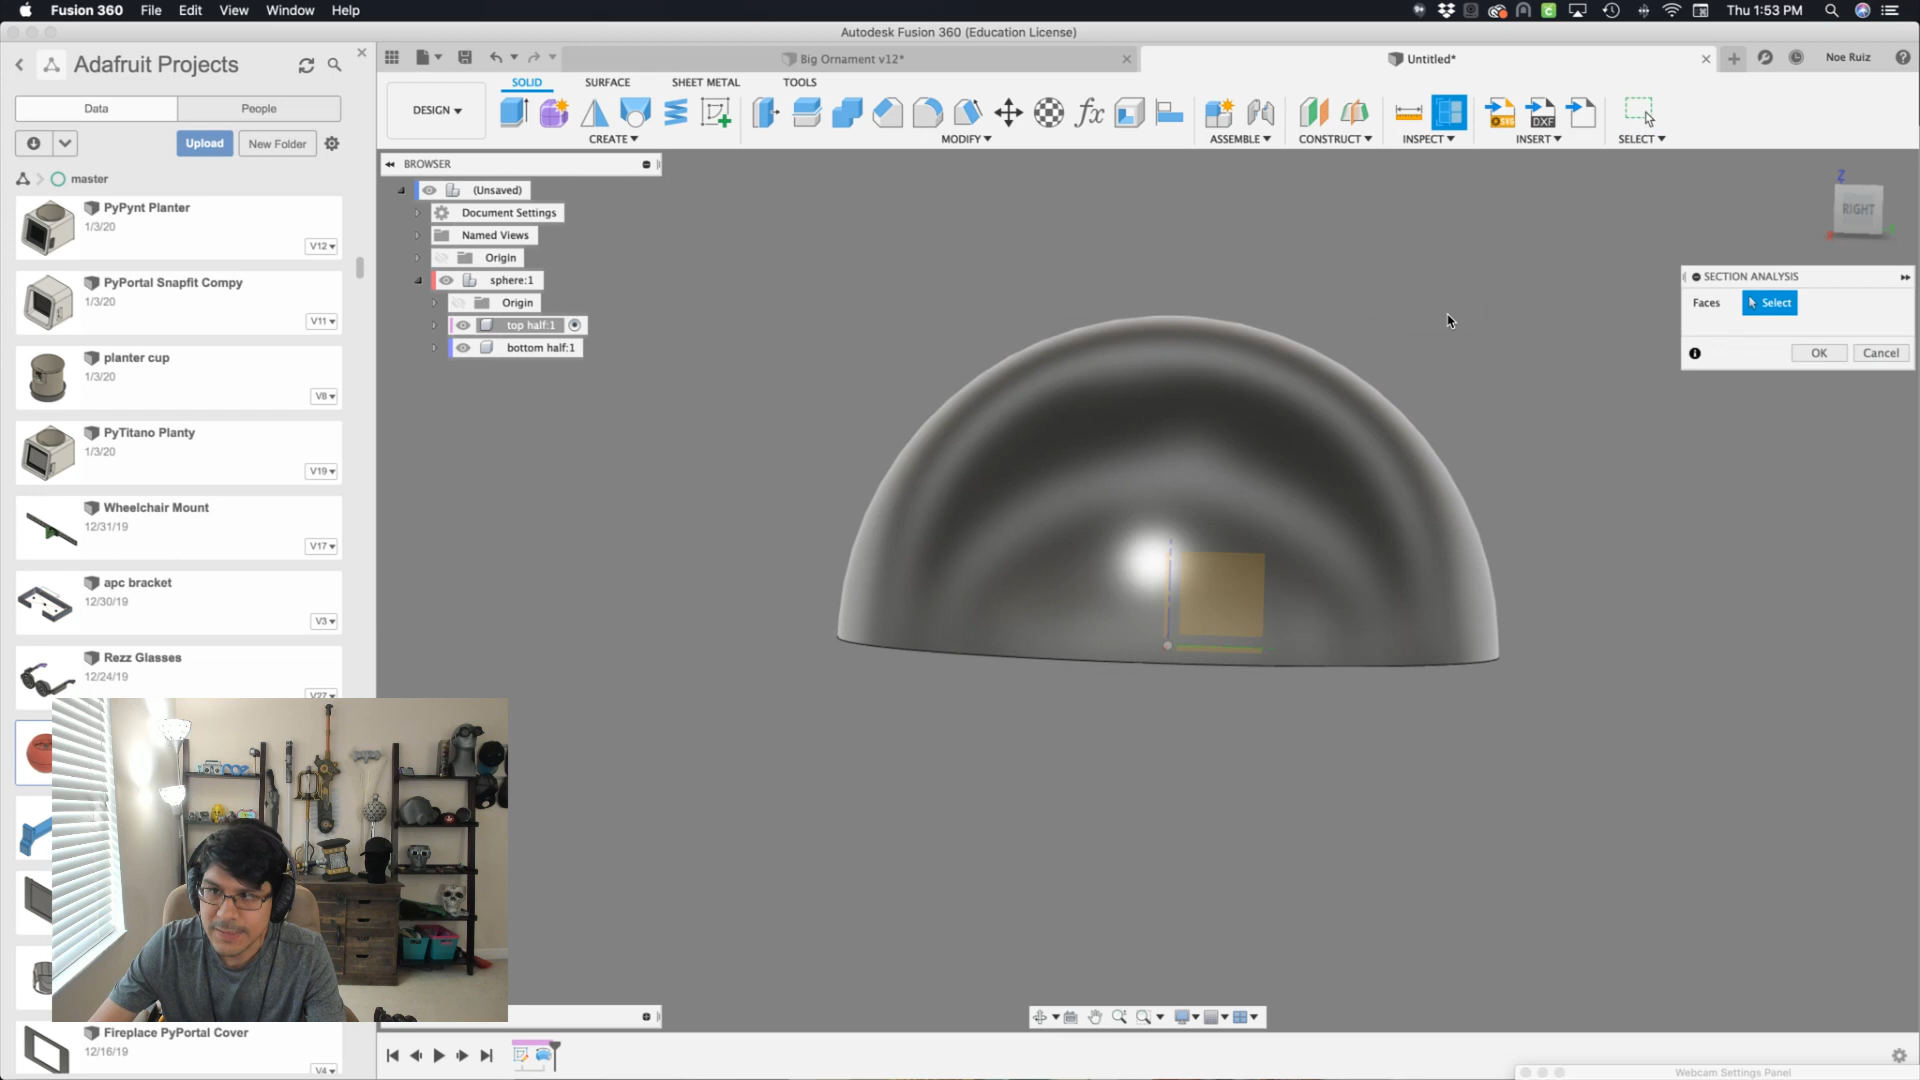 Fusion 360 File Edit View Window Help
Thu 1:53 PM
Autodesk Fusion 360 (Education License)
Adafruit Projects
Big Ornament v12*
Untitled*
Noe Ruiz
Data People
Upload New Folder
master
PyPynt Planter
1/3/20
V12
PyPortal Snapfit Compy
1/3/20
V11
planter cup
1/3/20
V8
PyTitano Planty
1/3/20
V19
Wheelchair Mount
12/31/19
V17
apc bracket
12/30/19
V3
Rezz Glasses
12/24/19
V27
Fireplace PyPortal Cover
12/16/19
V4
DESIGN
SOLID SURFACE SHEET METAL TOOLS
CREATE
MODIFY
ASSEMBLE
CONSTRUCT
INSPECT
INSERT
SELECT
fx
SVG
DXF
BROWSER
(Unsaved)
Document Settings
Named Views
Origin
sphere:1
Origin
top half:1
bottom half:1
Z
RIGHT
SECTION ANALYSIS
Faces Select
OK Cancel
Webcam Settings Panel